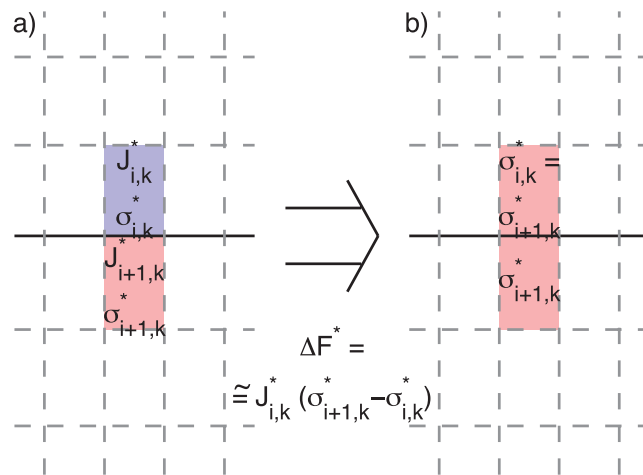 a)
J*i,k
σ*i,k
J*i+1,k
σ*i+1,k
b)
σ*i,k =
σ*i+1,k
σ*i+1,k
ΔF* =
≅ J*i,k (σ*i+1,k−σ*i,k)